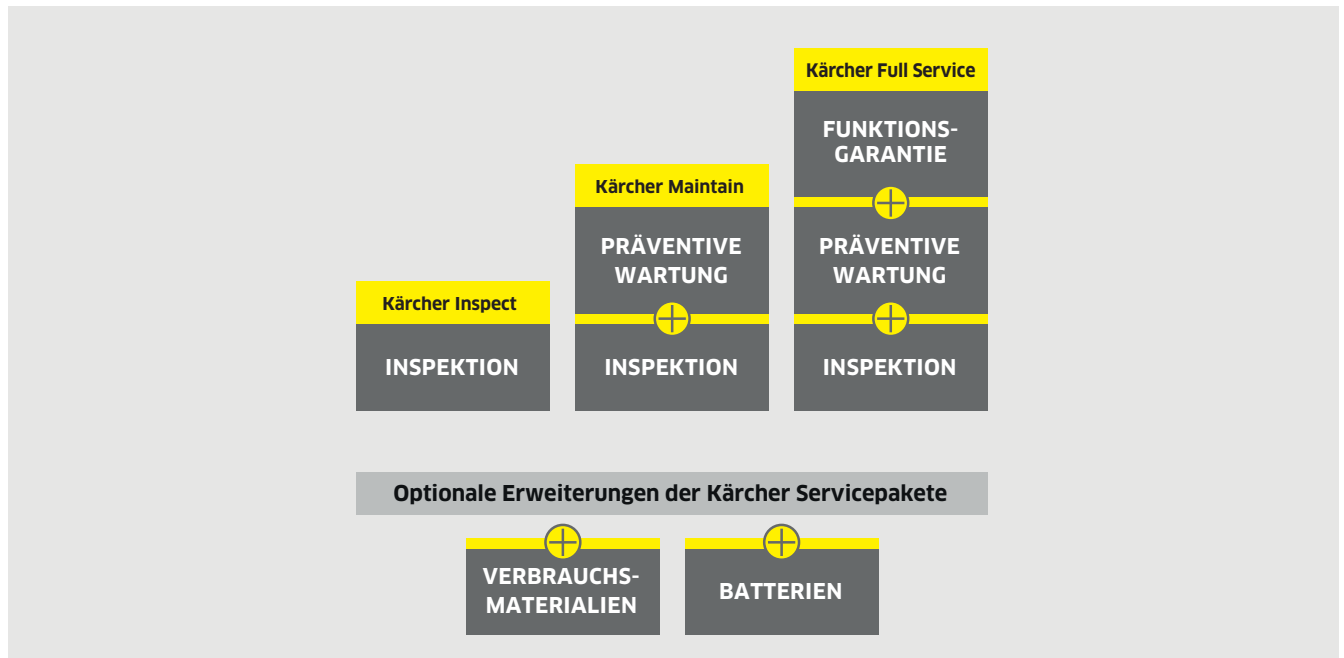 Kärcher Inspect
INSPEKTION
Kärcher Maintain
PRÄVENTIVE
WARTUNG
INSPEKTION
Kärcher Full Service
FUNKTIONS-
GARANTIE
PRÄVENTIVE
WARTUNG
INSPEKTION
Optionale Erweiterungen der Kärcher Servicepakete
VERBRAUCHS-
MATERIALIEN
BATTERIEN